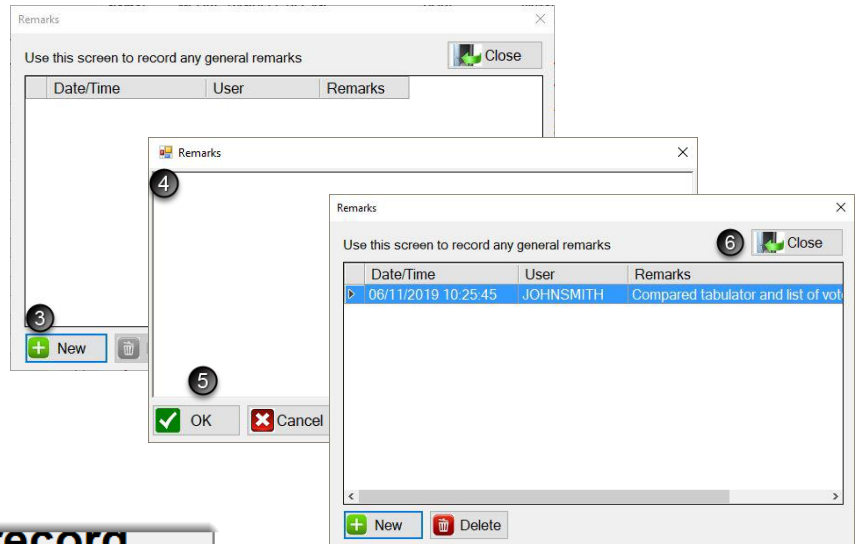 Remarks
Use this screen to record any general remarks
Close
Date/Time User Remarks
3
New
Remarks
4
5
OK Cancel
Remarks
Use this screen to record any general remarks
6 Close
Date/Time User Remarks
06/11/2019 10:25:45 JOHNSMITH Compared tabulator and list of vot
New Delete
record